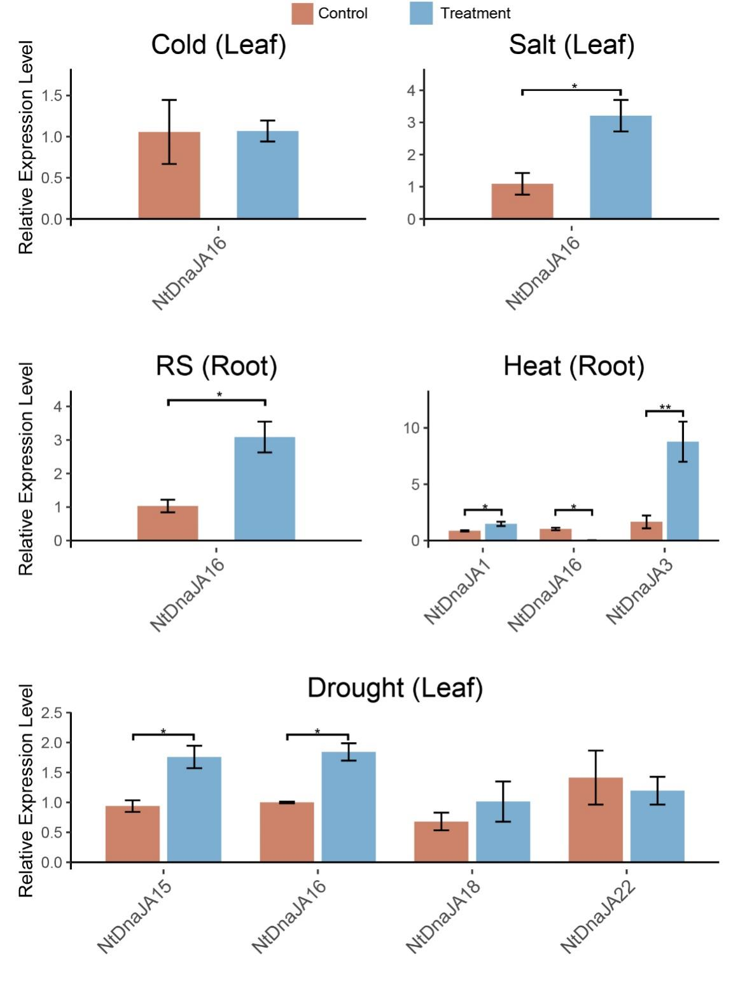 Control Treatment
Cold (Leaf)
Relative Expression Level
1.5
1.0
0.5
0.0
NtDnaJA16
Salt (Leaf)
*
4
3
2
1
0
NtDnaJA16
RS (Root)
Relative Expression Level
*
4
3
2
1
0
NtDnaJA16
Heat (Root)
**
10
5
* *
0
NtDnaJA1 NtDnaJA16 NtDnaJA3
Drought (Leaf)
Relative Expression Level
2.5
* *
2.0
1.5
1.0
0.5
0.0
NtDnaJA15 NtDnaJA16 NtDnaJA18 NtDnaJA22